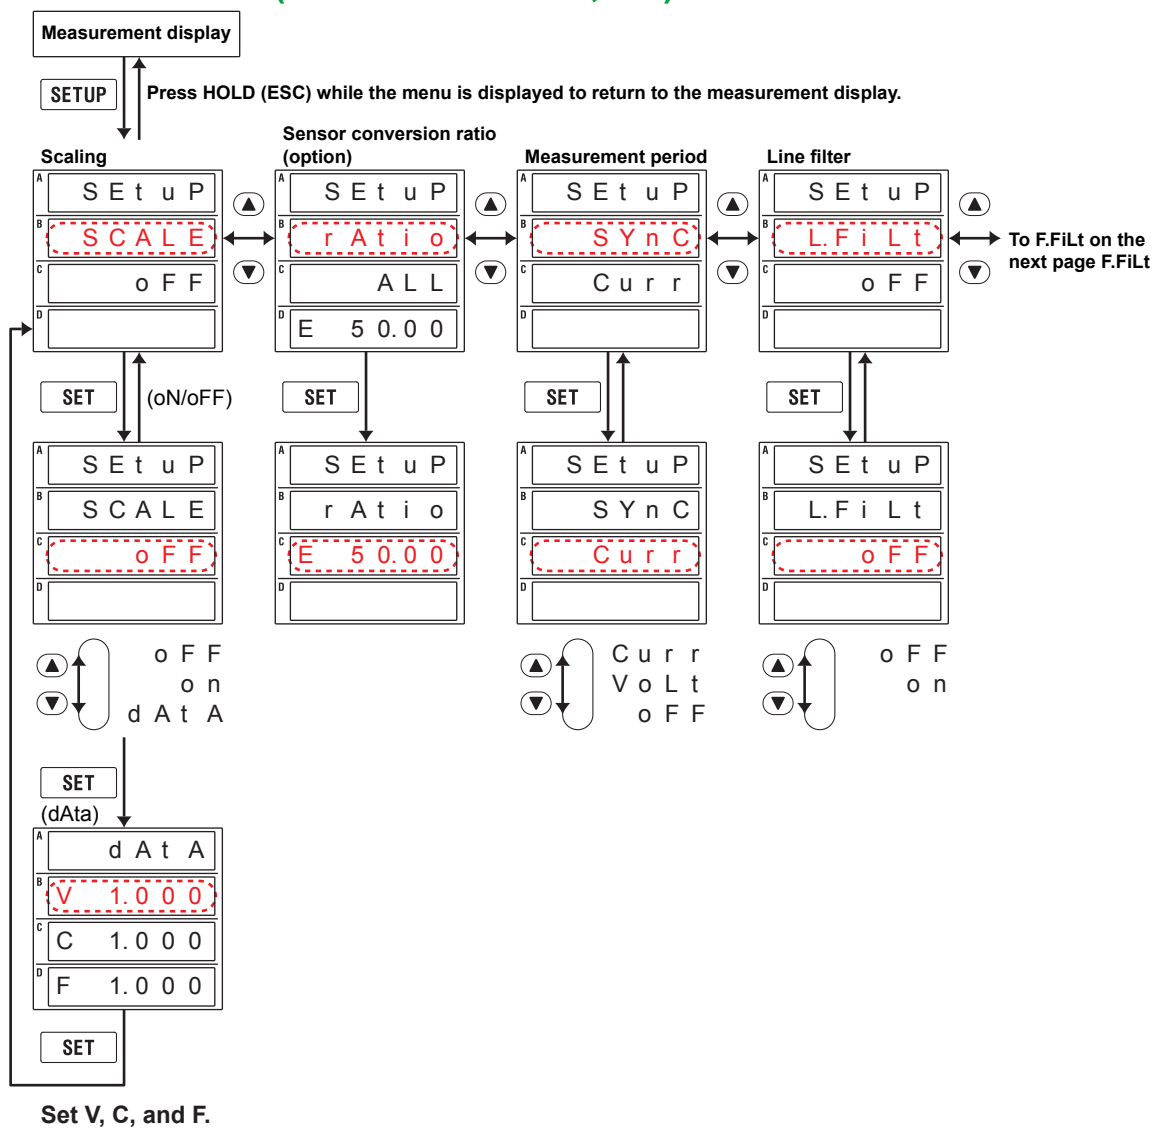 Measurement display
SETUP
Press HOLD (ESC) while the menu is displayed to return to the measurement display.
Scaling
A SEtuP
B SCALE
C oFF
D
Sensor conversion ratio
(option)
A SEtuP
B rAtio
C ALL
D E 50.00
Measurement period
A SEtuP
B SYnC
C Curr
D
Line filter
A SEtuP
B L.FiLt
C oFF
D
To F.FiLt on the
next page F.FiLt
SET
(oN/oFF)
SET
SET
SET
A SEtuP
B SCALE
C oFF
D
A SEtuP
B rAtio
C E 50.00
D
A SEtuP
B SYnC
C Curr
D
A SEtuP
B L.FiLt
C oFF
D
oFF
on
dAtA
Curr
VoLt
oFF
oFF
on
SET
(dAta)
A dAtA
B V 1.000
C C 1.000
D F 1.000
SET
Set V, C, and F.